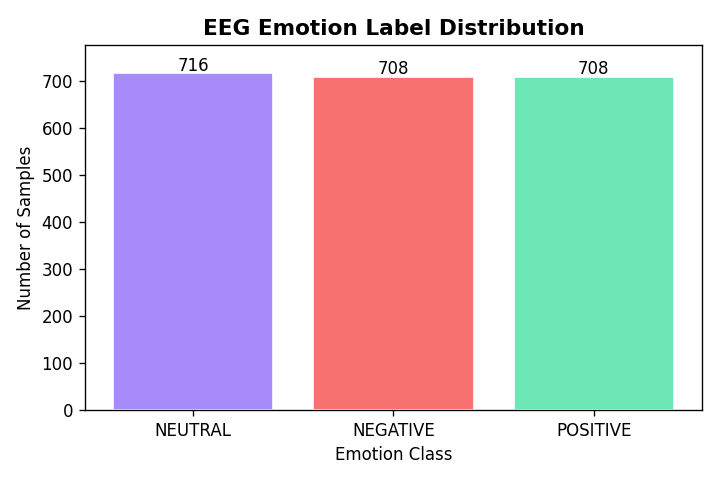 EEG Emotion Label Distribution
716
708
708
700
600
500
400
300
200
100
0
Number of Samples
NEUTRAL
NEGATIVE
POSITIVE
Emotion Class